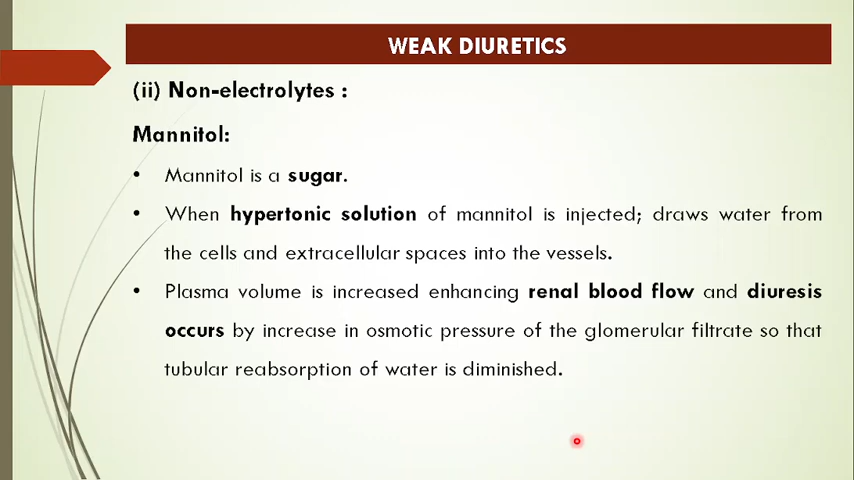 WEAK DIURETICS
(ii) Non-electrolytes :
Mannitol:
• Mannitol is a sugar.
• When hypertonic solution of mannitol is injected; draws water from
the cells and extracellular spaces into the vessels.
• Plasma volume is increased enhancing renal blood flow and diuresis
occurs by increase in osmotic pressure of the glomerular filtrate so that
tubular reabsorption of water is diminished.